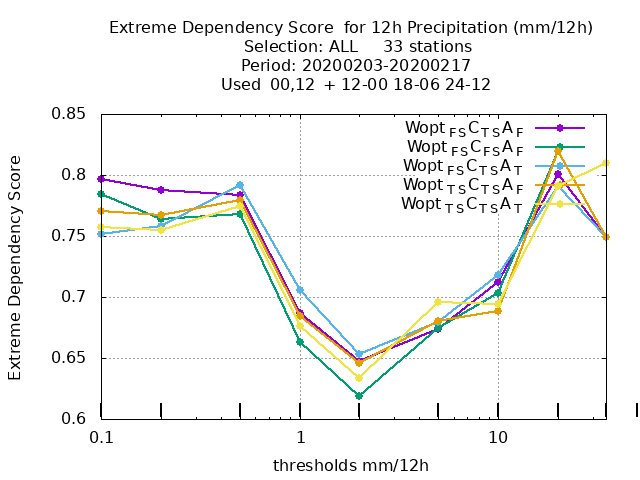 Extreme Dependency Score  for 12h Precipitation (mm/12h)
Selection: ALL     33 stations
Period: 20200203-20200217
Used  00,12  + 12-00 18-06 24-12
0.85
0.8
0.75
0.7
0.65
0.6
Extreme Dependency Score
Wopt FS C TS A F
Wopt FS C FS A F
Wopt FS C TS A T
Wopt TS C TS A F
Wopt TS C TS A T
0.1 1 10
thresholds mm/12h